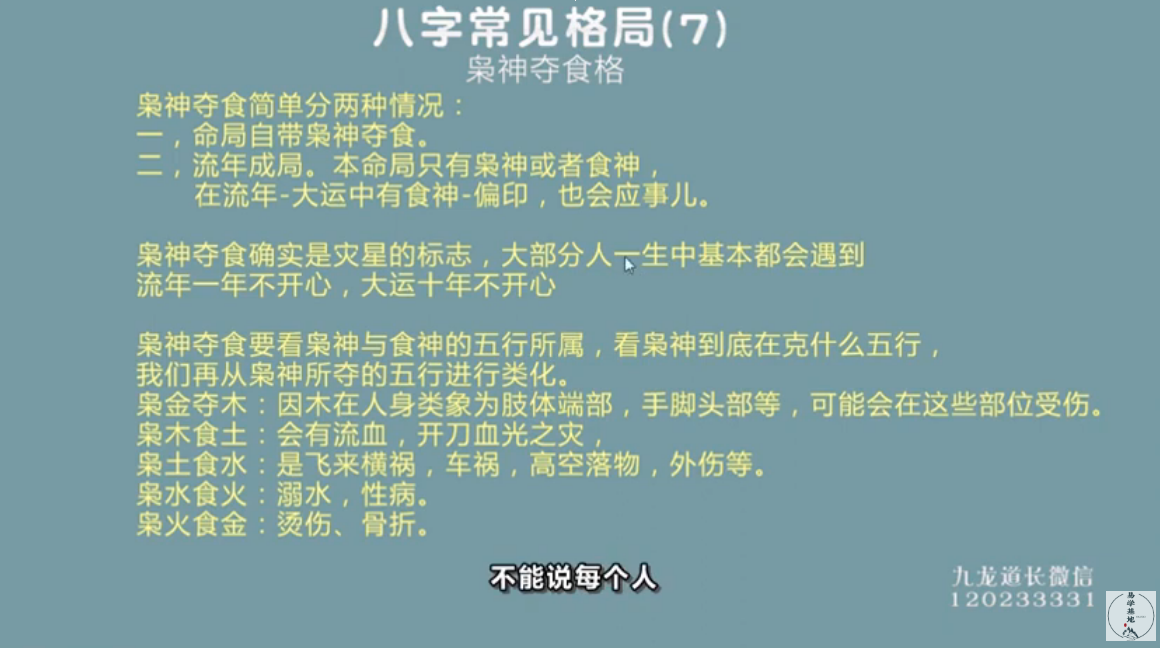 八字常见格局(7)
枭神夺食格
枭神夺食简单分两种情况：
一，命局自带枭神夺食。
二，流年成局。本命局只有枭神或者食神，
在流年-大运中有食神-偏印，也会应事儿。
枭神夺食确实是灾星的标志，大部分人一生中基本都会遇到
流年一年不开心，大运十年不开心
枭神夺食要看枭神与食神的五行所属，看枭神到底在克什么五行，
我们再从枭神所夺的五行进行类化。
枭金夺木：因木在人身类象为肢体端部，手脚头部等，可能会在这些部位受伤。
枭木食土：会有流血，开刀血光之灾，
枭土食水：是飞来横祸，车祸，高空落物，外伤等。
枭水食火：溺水，性病。
枭火食金：烫伤、骨折。
不能说每个人
九龙道长微信
120233331
易学基地